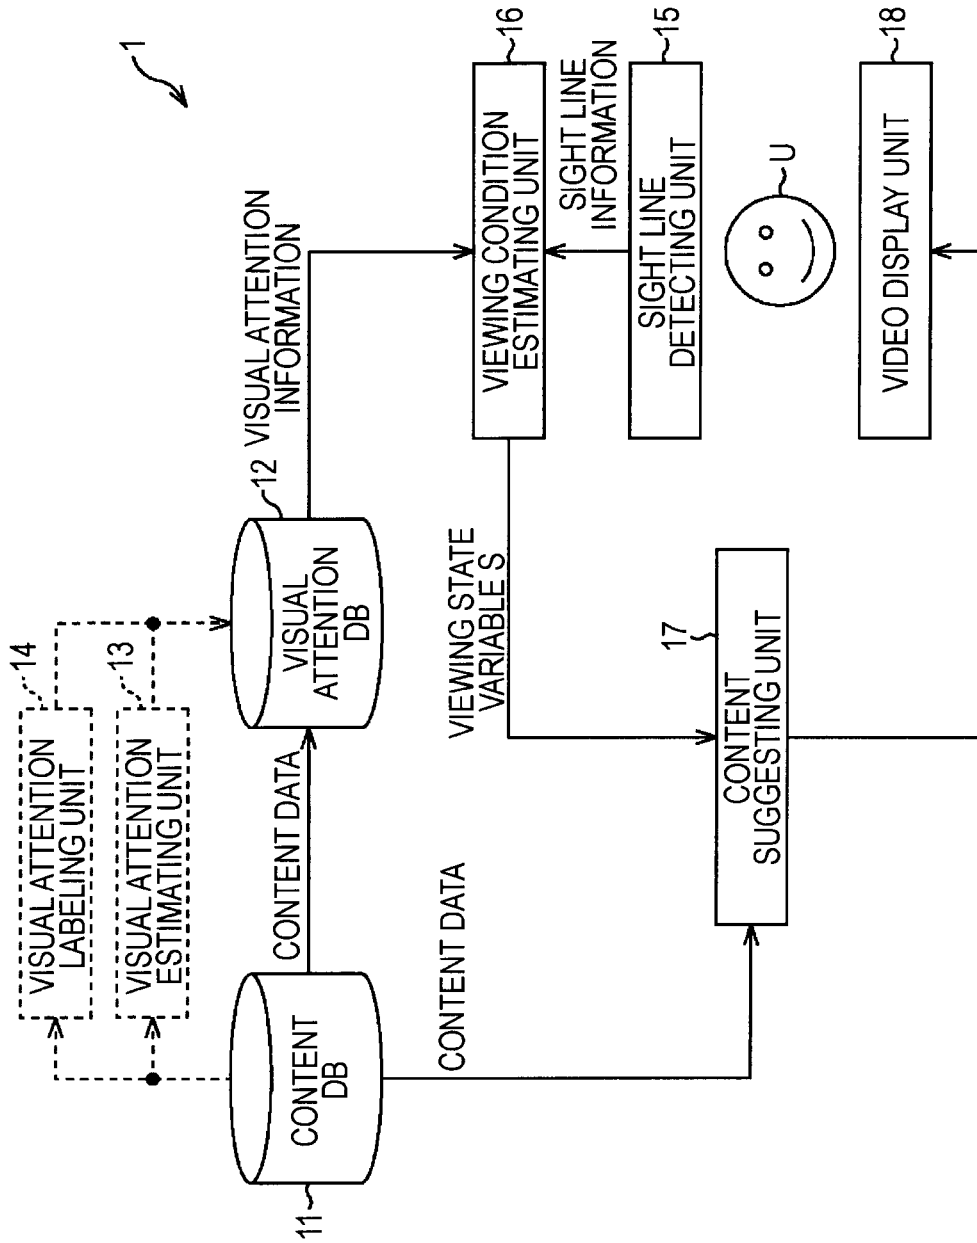 1
14
VISUAL ATTENTION
LABELING UNIT
13
VISUAL ATTENTION
ESTIMATING UNIT
11
CONTENT
DB
CONTENT DATA
12
VISUAL
ATTENTION
DB
VISUAL ATTENTION
INFORMATION
CONTENT DATA
VIEWING STATE
VARIABLE S
16
VIEWING CONDITION
ESTIMATING UNIT
SIGHT LINE
INFORMATION
15
SIGHT LINE
DETECTING UNIT
17
CONTENT
SUGGESTING UNIT
U
18
VIDEO DISPLAY UNIT